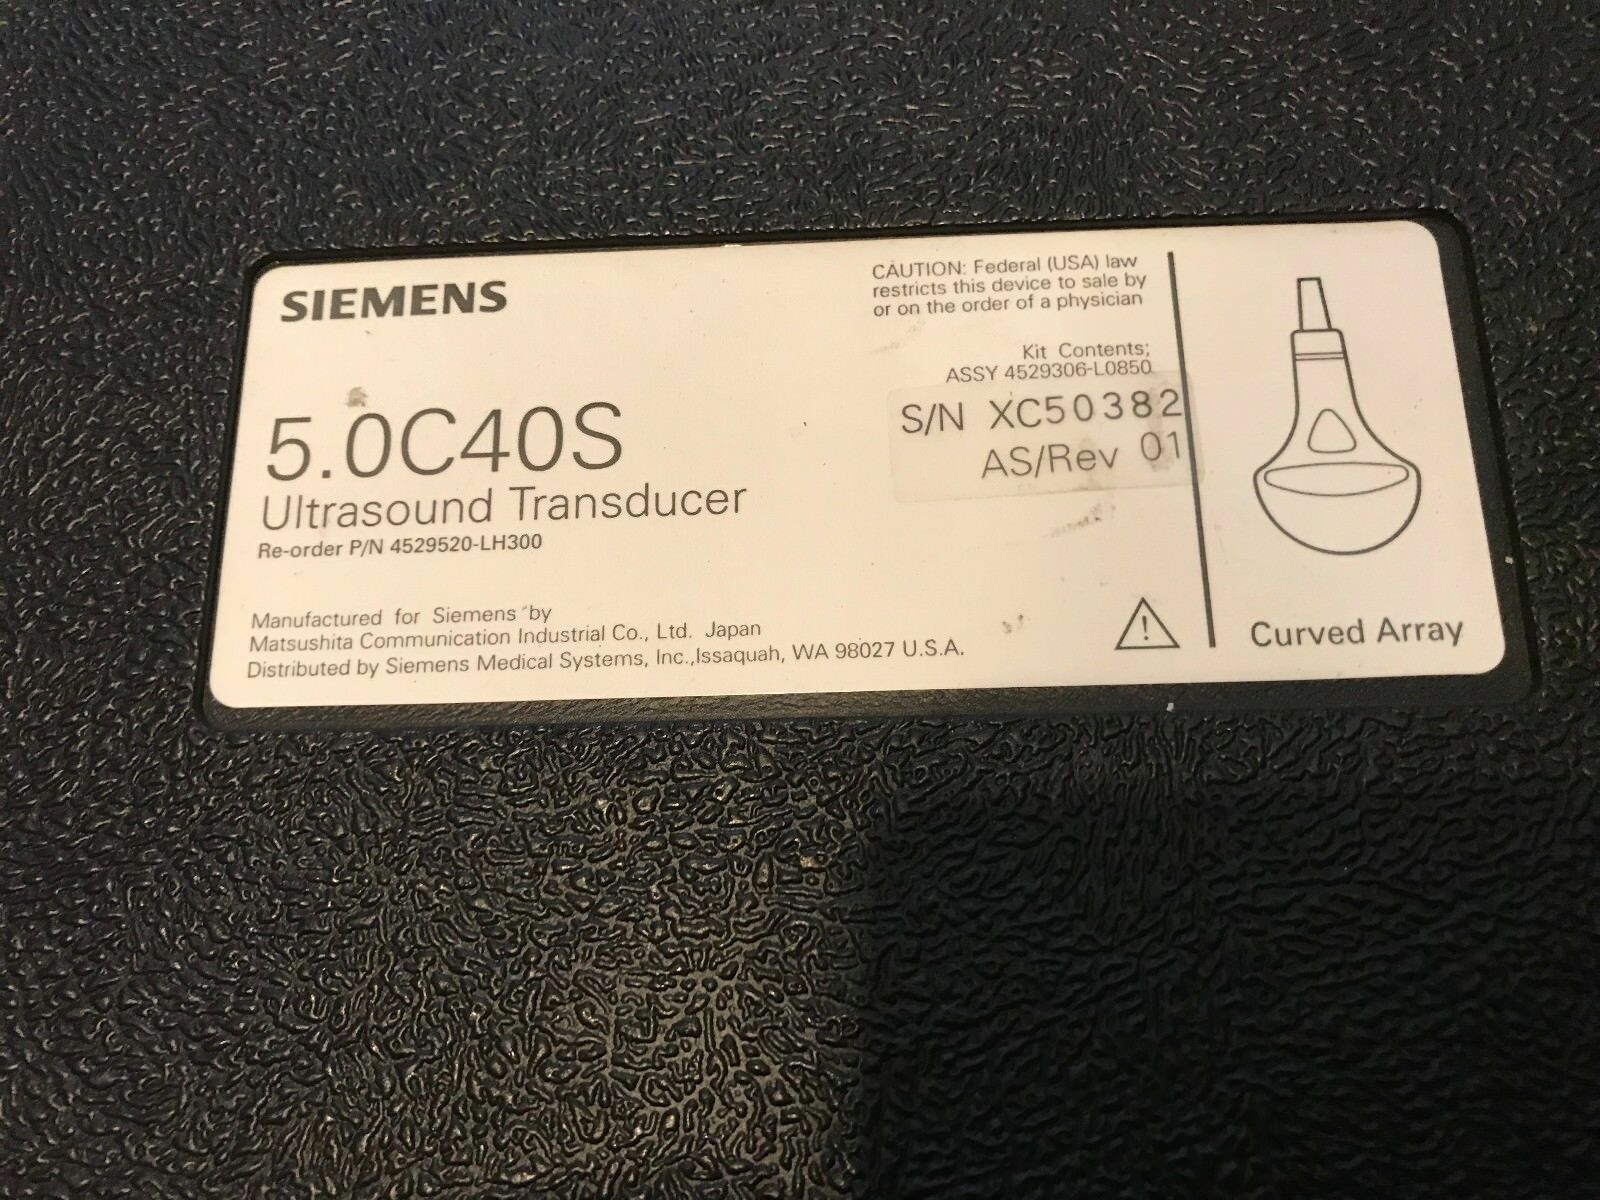 SIEMENS
5.0C40S
Ultrasound Transducer
Re-order P/N 4529520-LH300
Manufactured for Siemens by
Matsushita Communication Industrial Co., Ltd. Japan
Distributed by Siemens Medical Systems, Inc.,Issaquah, WA 98027 U.S.A.
CAUTION: Federal (USA) law
restricts this device to sale by
or on the order of a physician
Kit Contents;
ASSY 4529306-L0850
S/N XC50382
AS/Rev 01
!
Curved Array